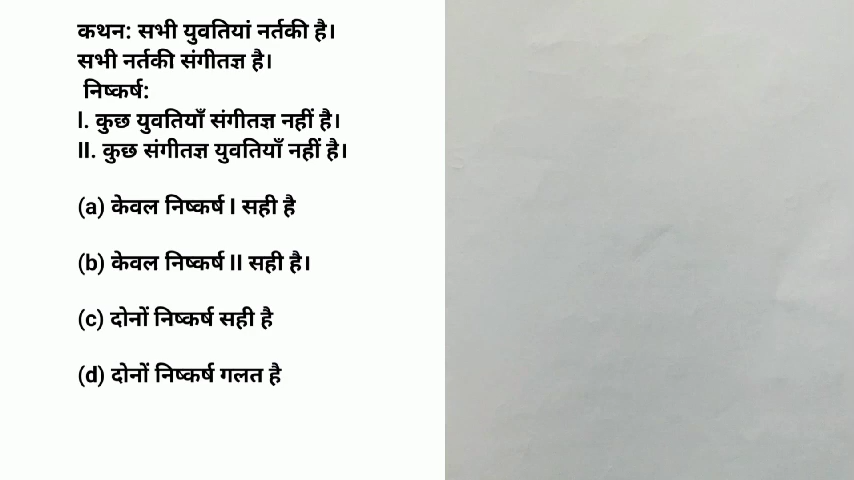 कथन: सभी युवतियां नर्तकी है।
सभी नर्तकी संगीतज्ञ है।
निष्कर्ष:
I. कुछ युवतियाँ संगीतज्ञ नहीं है।
II. कुछ संगीतज्ञ युवतियाँ नहीं है।
(a) केवल निष्कर्ष I सही है
(b) केवल निष्कर्ष II सही है।
(c) दोनों निष्कर्ष सही है
(d) दोनों निष्कर्ष गलत है